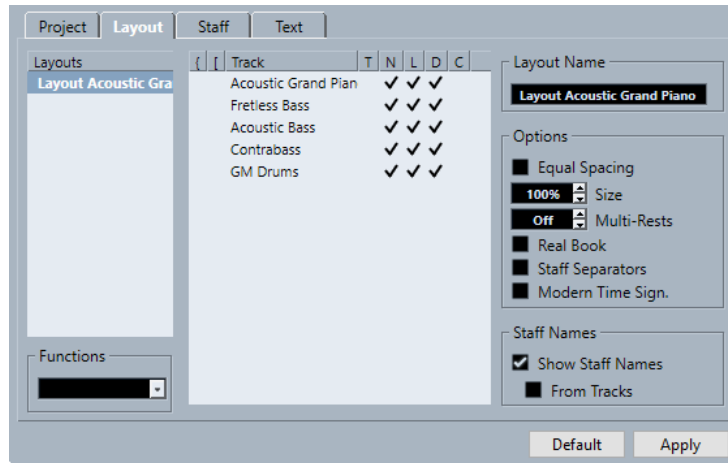 Project Layout Staff Text
Layouts
Layout Acoustic Gra
{ [ Track T N L D C
Acoustic Grand Pian
Fretless Bass
Acoustic Bass
Contrabass
GM Drums
Functions
Layout Name
Layout Acoustic Grand Piano
Options
Equal Spacing
100% Size
Off Multi-Rests
Real Book
Staff Separators
Modern Time Sign.
Staff Names
Show Staff Names
From Tracks
Default Apply